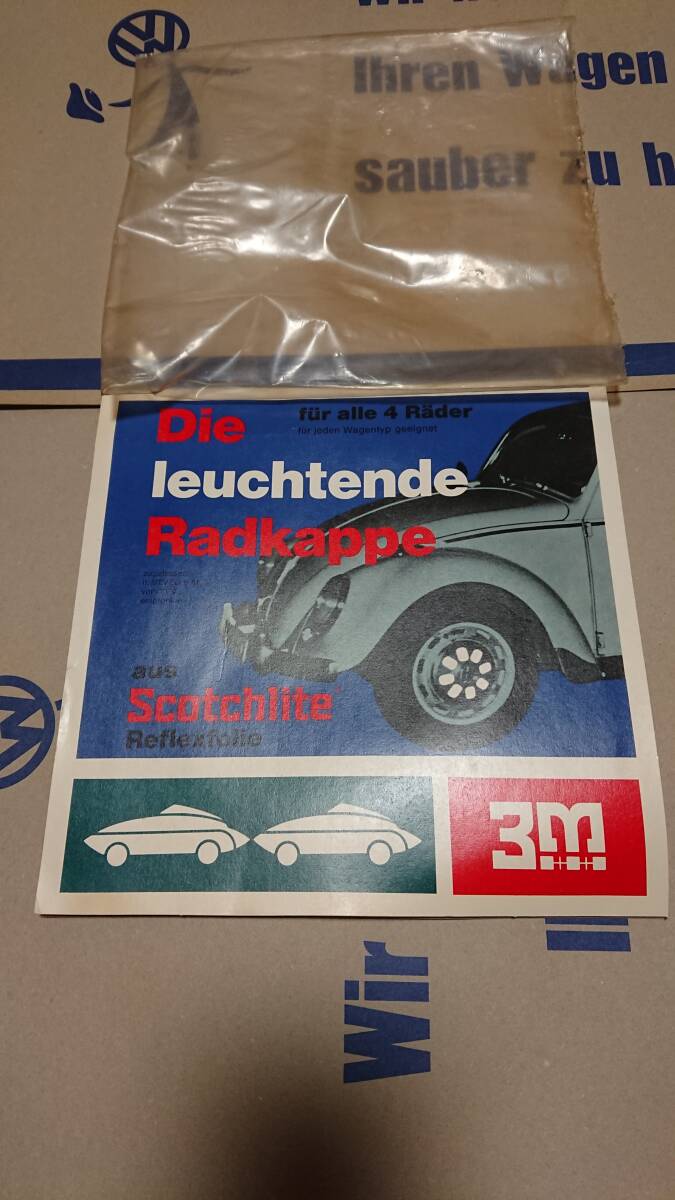 Ihren Wagen
sauber zu h
Die
für alle 4 Räder
für jeden Wagentyp geeignet
leuchtende
Radkappe
aus
Scotchlite
Reflexfolie
3M
Wir